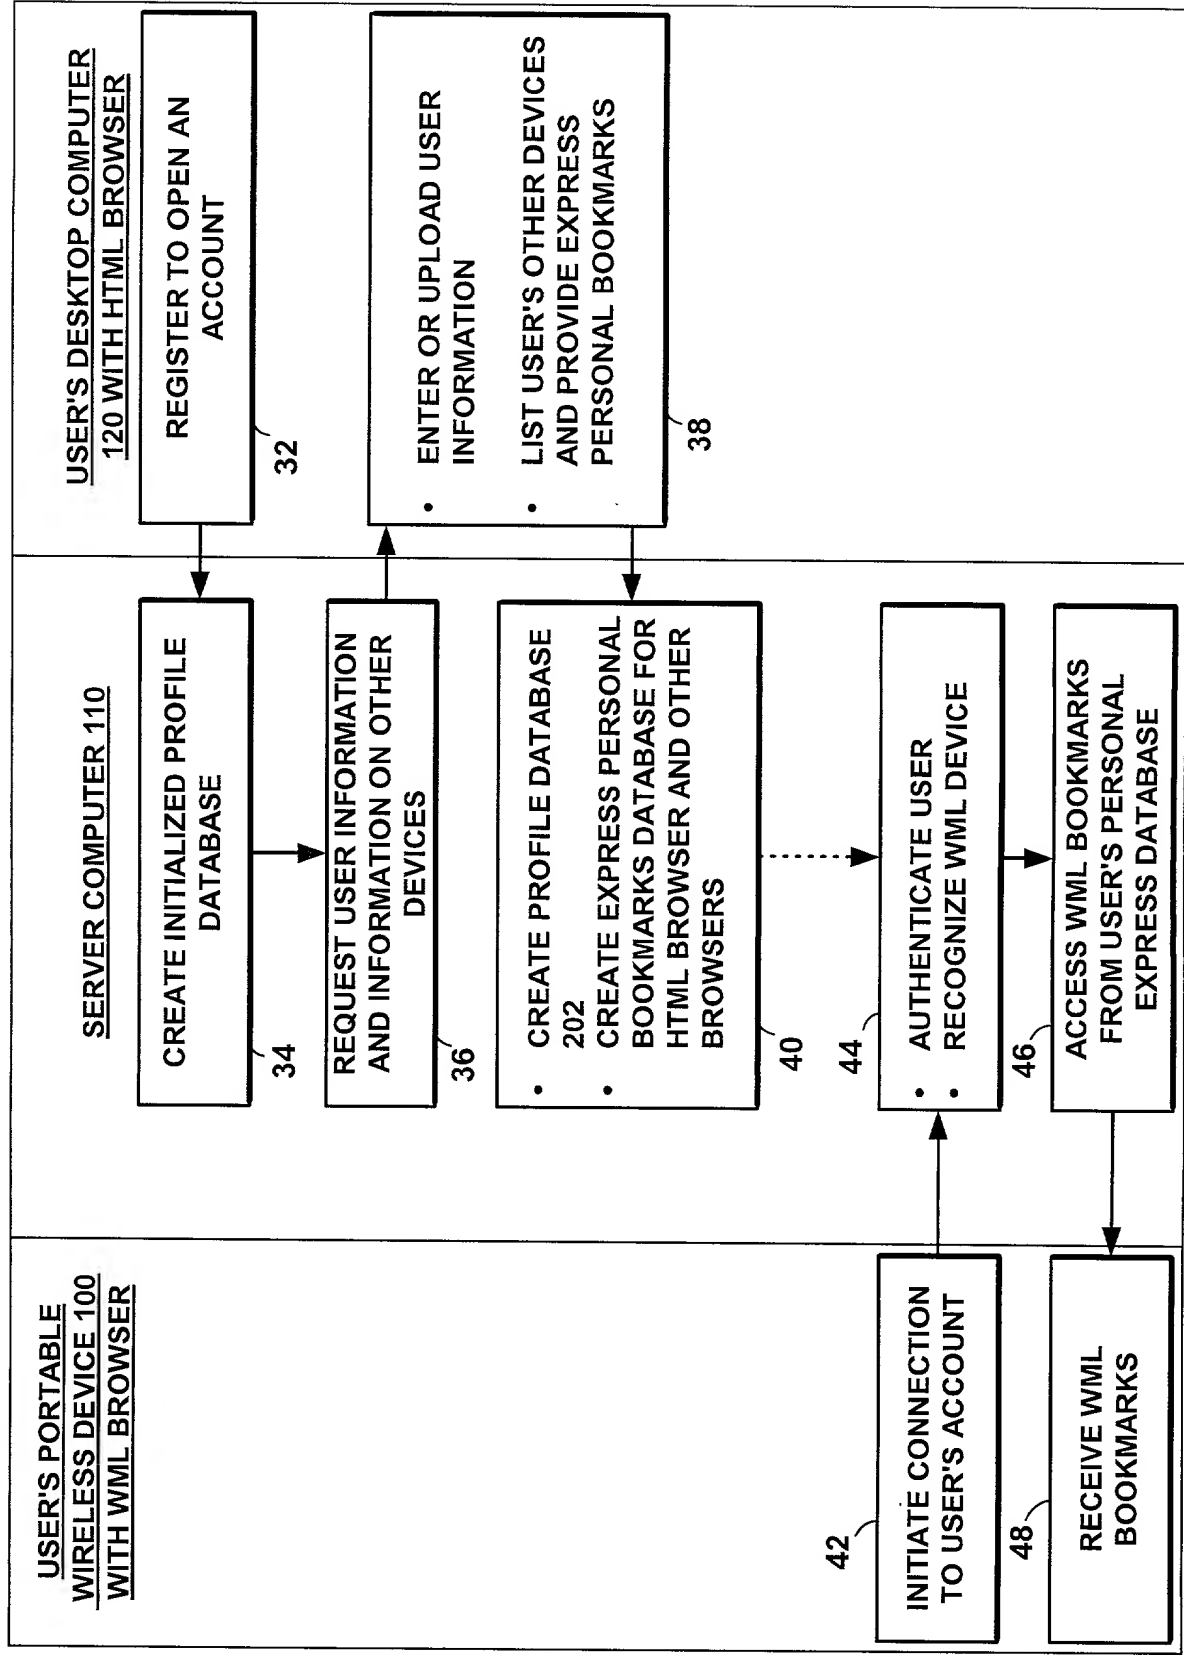 USER'S PORTABLE
WIRELESS DEVICE 100
WITH WML BROWSER
SERVER COMPUTER 110
USER'S DESKTOP COMPUTER
120 WITH HTML BROWSER
REGISTER TO OPEN AN
ACCOUNT
32
CREATE INITIALIZED PROFILE
DATABASE
34
REQUEST USER INFORMATION
AND INFORMATION ON OTHER
DEVICES
36
• ENTER OR UPLOAD USER
INFORMATION
• LIST USER'S OTHER DEVICES
AND PROVIDE EXPRESS
PERSONAL BOOKMARKS
38
• CREATE PROFILE DATABASE
202
• CREATE EXPRESS PERSONAL
BOOKMARKS DATABASE FOR
HTML BROWSER AND OTHER
BROWSERS
40
42
INITIATE CONNECTION
TO USER'S ACCOUNT
44
• AUTHENTICATE USER
• RECOGNIZE WML DEVICE
46
ACCESS WML BOOKMARKS
FROM USER'S PERSONAL
EXPRESS DATABASE
48
RECEIVE WML
BOOKMARKS